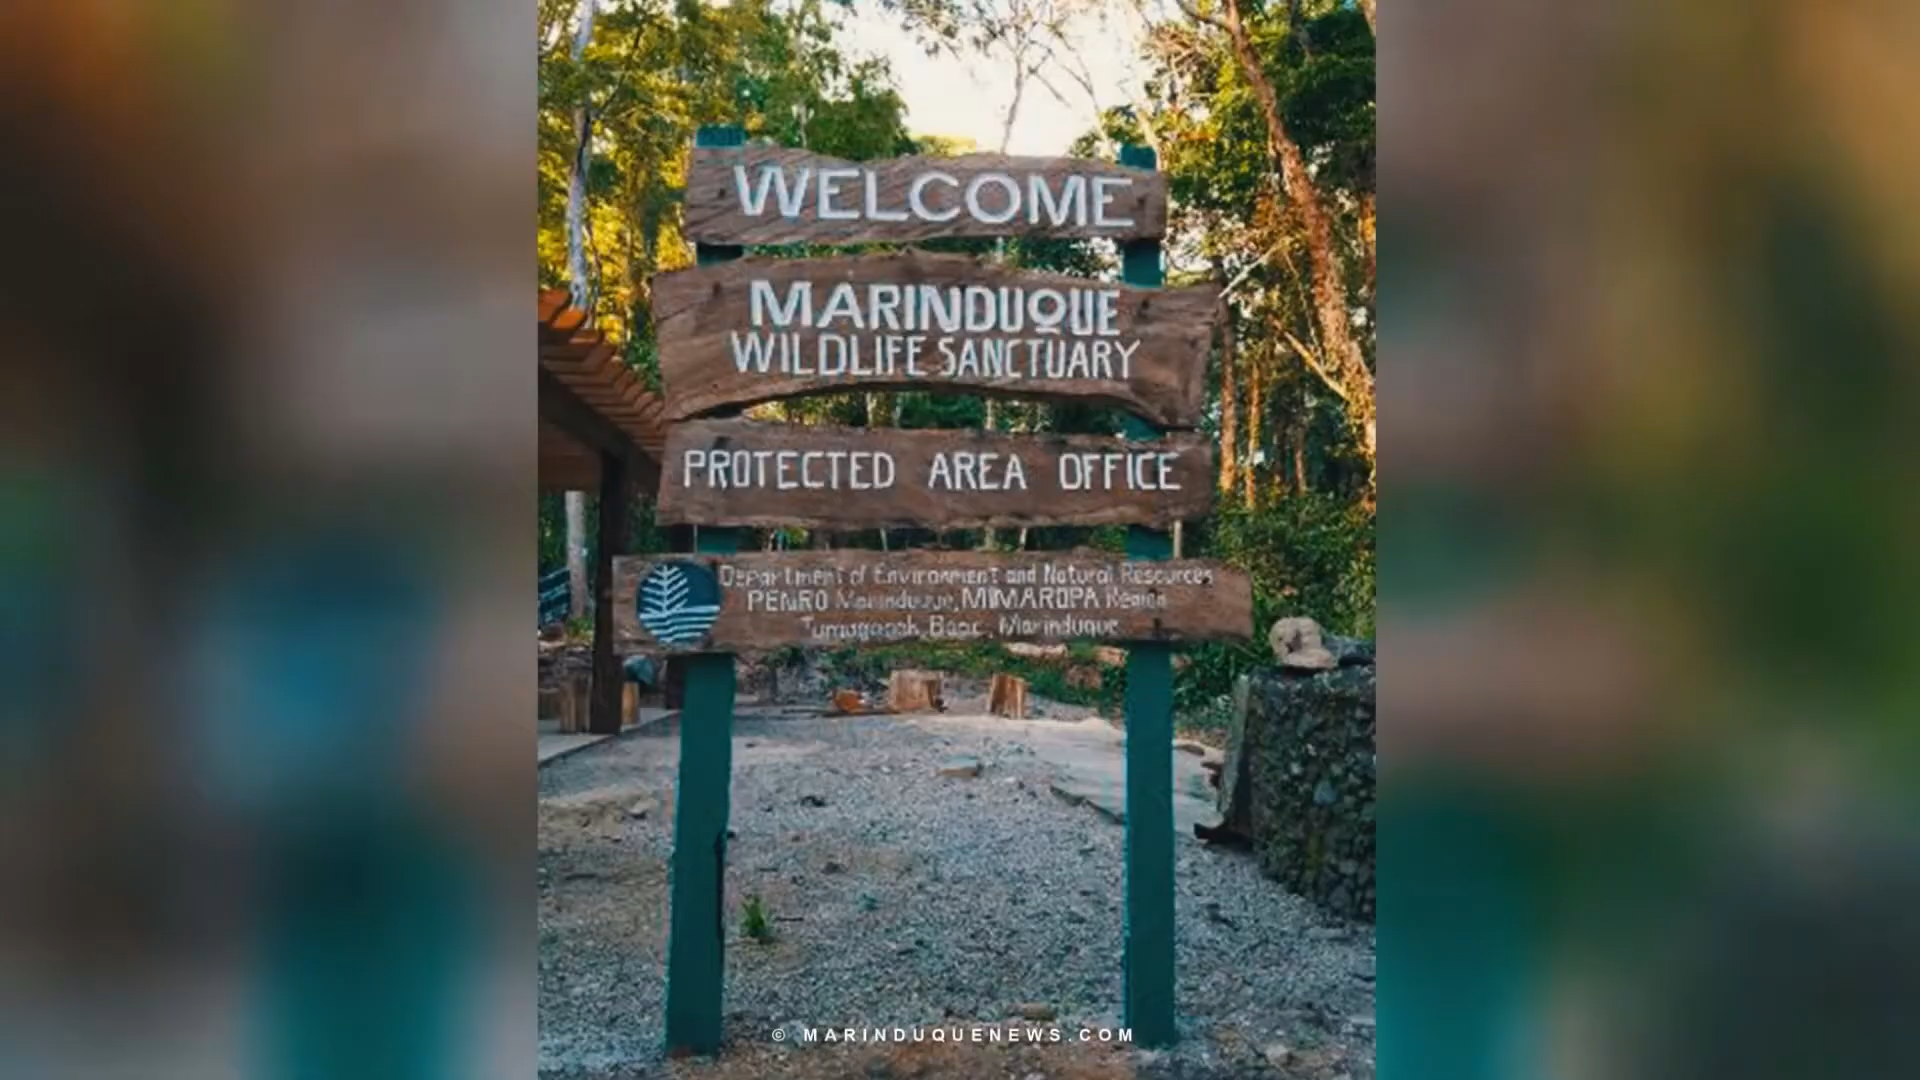 WELCOME
MARINDUQUE
WILDLIFE SANCTUARY
PROTECTED AREA OFFICE
Department of Environment and Natural Resources
PENRO Marinduque, MIMAROPA Region
Boac, Marinduque
© MARINDUQUENEWS.COM